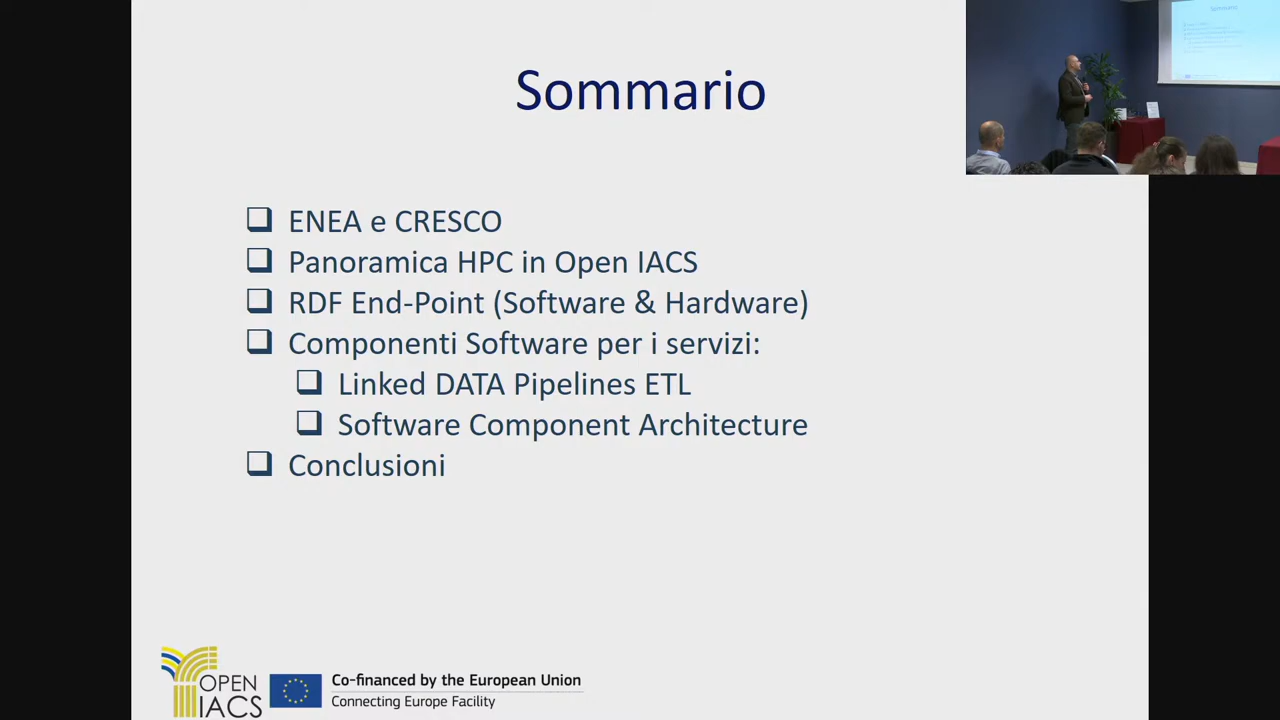 Sommario
❑ ENEA e CRESCO
❑ Panoramica HPC in Open IACS
❑ RDF End-Point (Software & Hardware)
❑ Componenti Software per i servizi:
❑ Linked DATA Pipelines ETL
❑ Software Component Architecture
❑ Conclusioni
OPEN
IACS
Co-financed by the European Union
Connecting Europe Facility